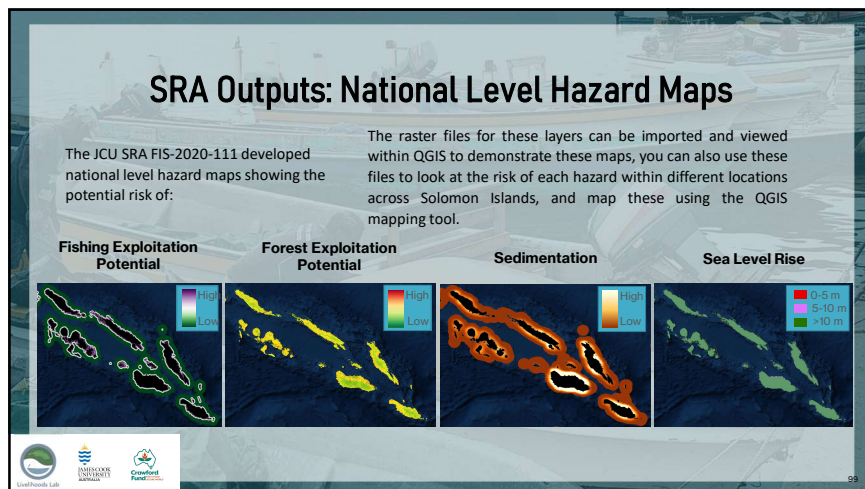 SRA Outputs: National Level Hazard Maps
The JCU SRA FIS-2020-111 developed
national level hazard maps showing the
potential risk of:
The raster files for these layers can be imported and viewed
within QGIS to demonstrate these maps, you can also use these
files to look at the risk of each hazard within different locations
across Solomon Islands, and map these using the QGIS
mapping tool.
Fishing Exploitation
Potential
High
Low
Forest Exploitation
Potential
High
Low
Sedimentation
High
Low
Sea Level Rise
0-5 m
5-10 m
>10 m
Livelihoods Lab
JAMES COOK
UNIVERSITY
AUSTRALIA
Crawford
Fund
99